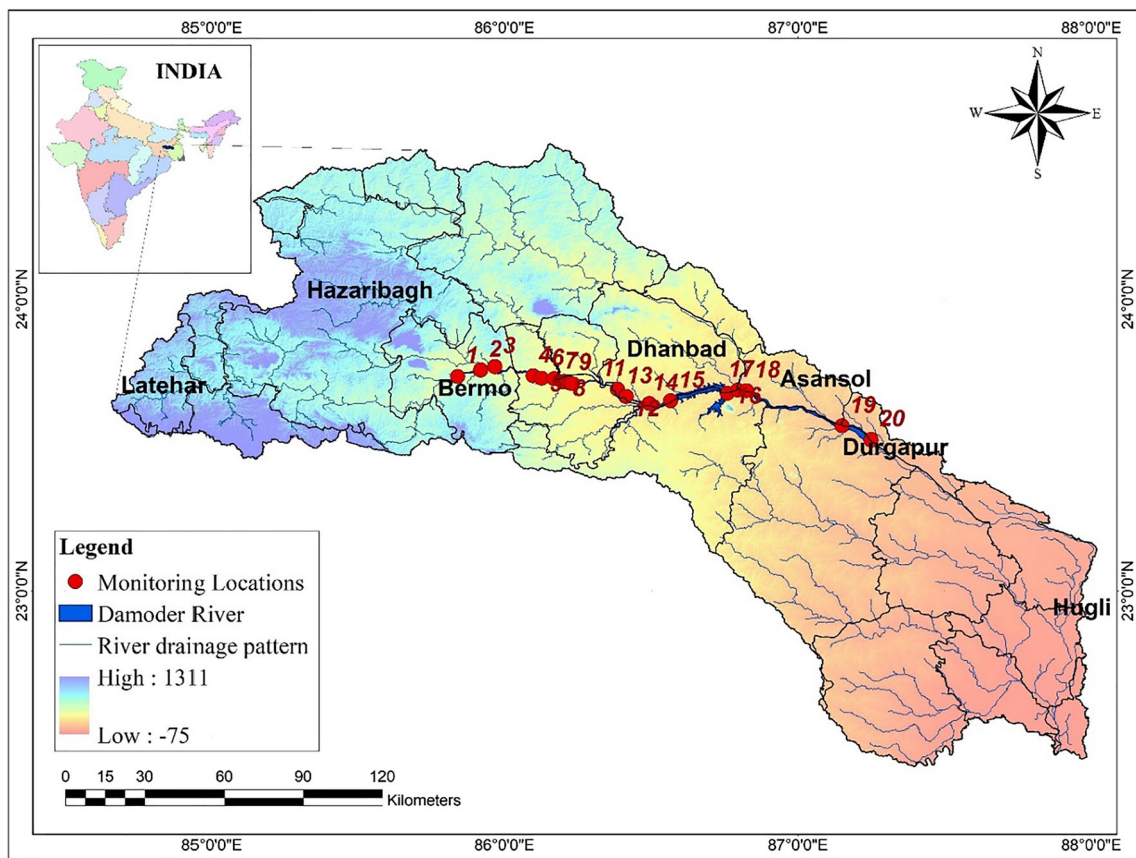 85°0'0"E 86°0'0"E 87°0'0"E 88°0'0"E
INDIA
N
W E
S
24°0'0"N 24°0'0"N
Hazaribagh
Latehar
Bermo
Dhanbad
Asansol
Durgapur
Hugli
1 2 3 4 6 7 9 11 13 14 15 17 18
5 8 12 16
19 20
23°0'0"N 23°0'0"N
Legend
Monitoring Locations
Damoder River
River drainage pattern
High : 1311
Low : -75
0 15 30 60 90 120
Kilometers
85°0'0"E 86°0'0"E 87°0'0"E 88°0'0"E